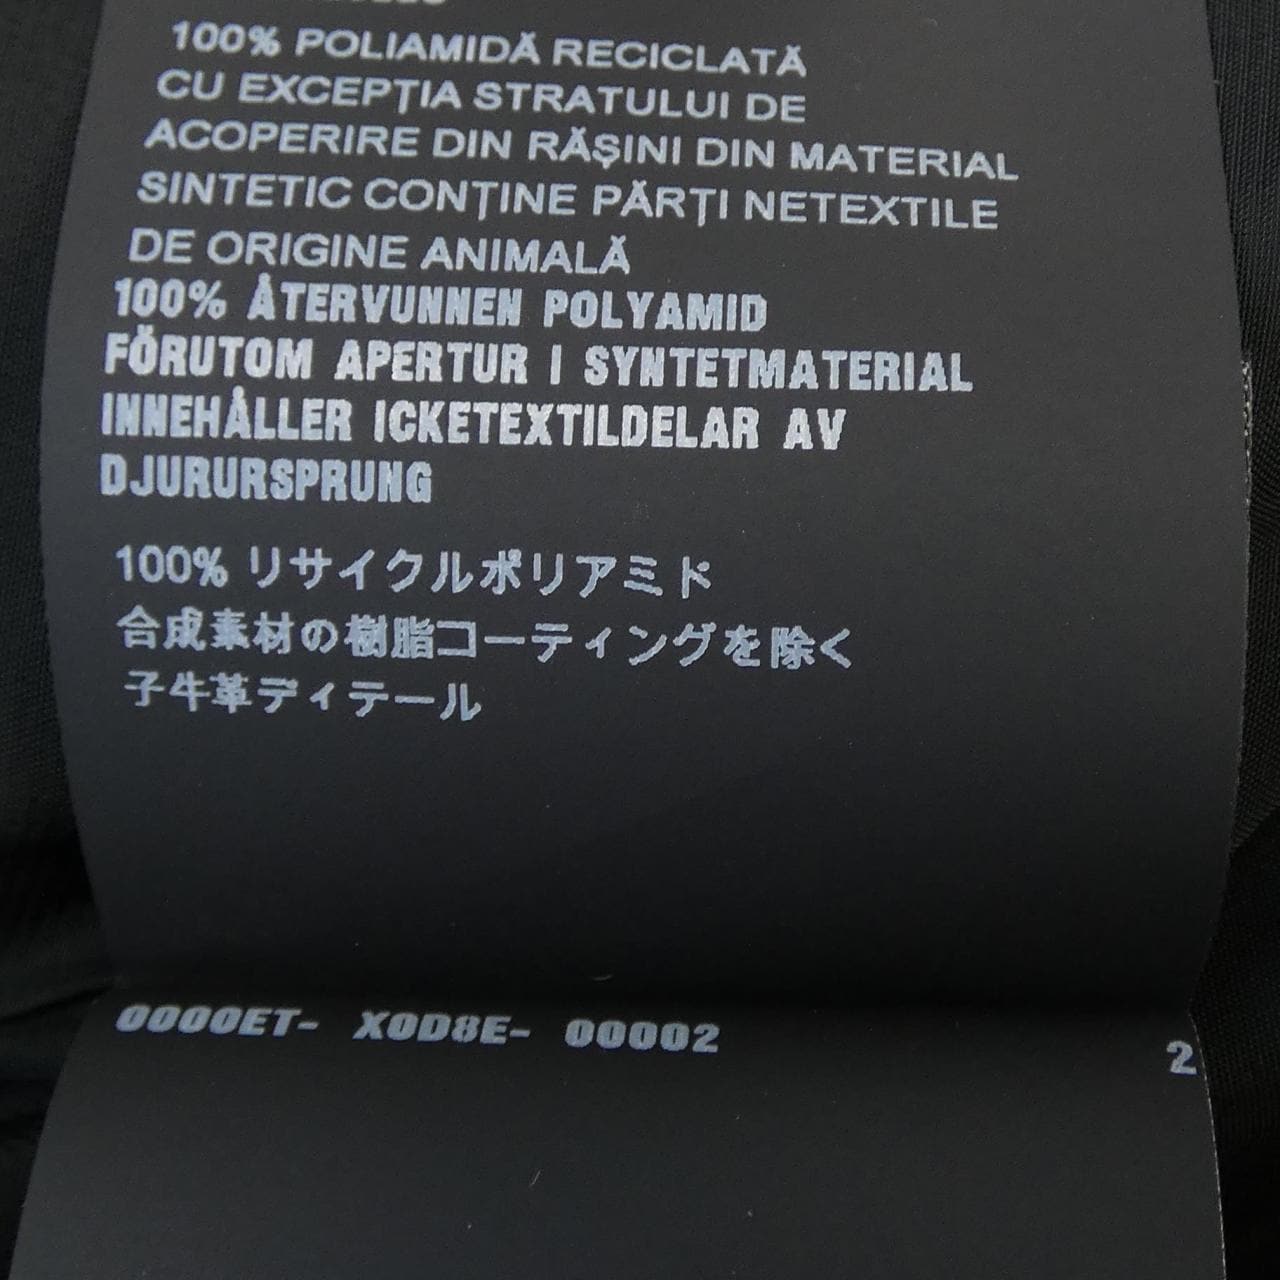 100% POLIAMIDĂ RECICLATĂ
CU EXCEPȚIA STRATULUI DE
ACOPERIRE DIN RĂȘINI DIN MATERIAL
SINTETIC CONȚINE PĂRȚI NETEXTILE
DE ORIGINE ANIMALĂ
100% ÅTERVUNNEN POLYAMID
FÖRUTOM APERTUR I SYNTETMATERIAL
INNEHÅLLER ICKETEXTILDELAR AV
DJURURSPRUNG
100% リサイクルポリアミド
合成素材の樹脂コーティングを除く
子牛革ディテール
0000ET- X0D8E- 00002
2